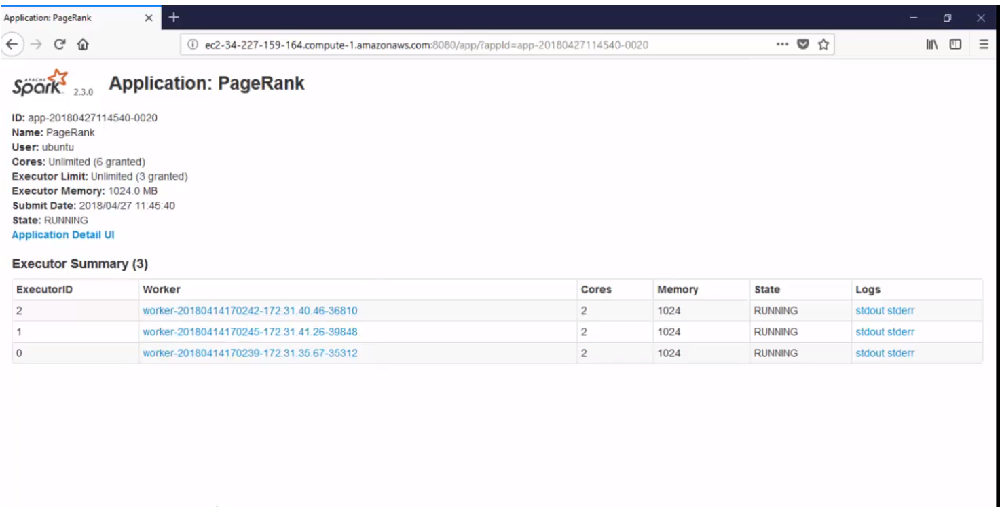 Application: PageRank
ec2-34-227-159-164.compute-1.amazonaws.com:8080/app/?appId=app-20180427114540-0020
APACHE
Spark 2.3.0 Application: PageRank
ID: app-20180427114540-0020
Name: PageRank
User: ubuntu
Cores: Unlimited (6 granted)
Executor Limit: Unlimited (3 granted)
Executor Memory: 1024.0 MB
Submit Date: 2018/04/27 11:45:40
State: RUNNING
Application Detail UI
Executor Summary (3)
ExecutorID Worker Cores Memory State Logs
2 worker-20180414170242-172.31.40.46-36810 2 1024 RUNNING stdout stderr
1 worker-20180414170245-172.31.41.26-39848 2 1024 RUNNING stdout stderr
0 worker-20180414170239-172.31.35.67-35312 2 1024 RUNNING stdout stderr